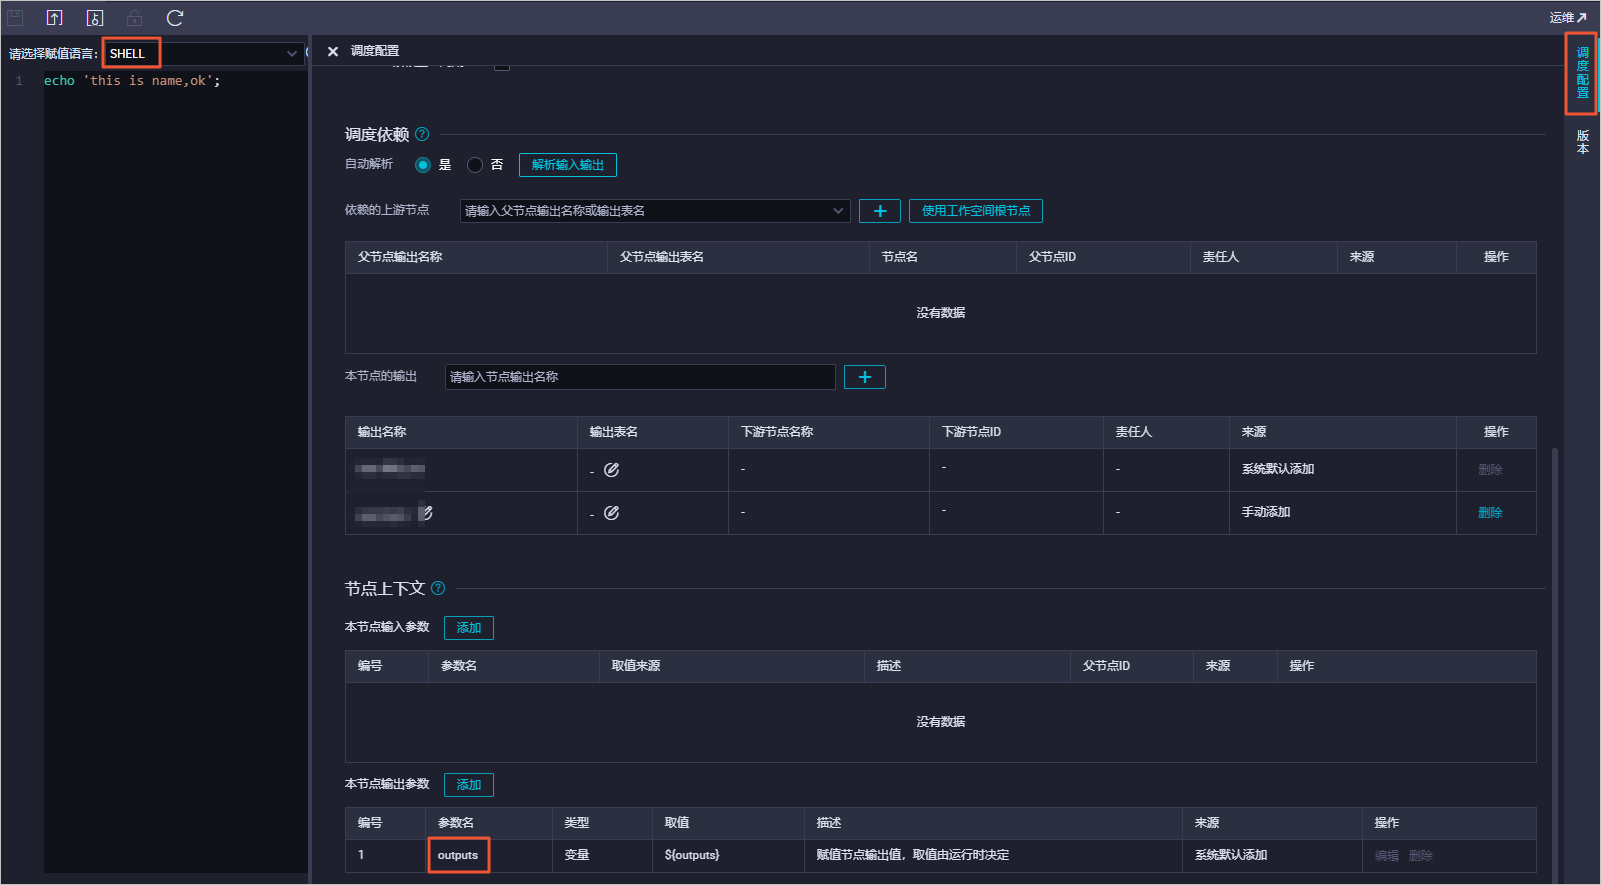 运维
请选择赋值语言: SHELL
1 echo 'this is name,ok';
调度配置
调度配置
版本
调度依赖
自动解析 是 否 解析输入输出
依赖的上游节点 请输入父节点输出名称或输出表名 + 使用工作空间根节点
父节点输出名称 父节点输出表名 节点名 父节点ID 责任人 来源 操作
没有数据
本节点的输出 请输入节点输出名称 +
输出名称 输出表名 下游节点名称 下游节点ID 责任人 来源 操作
- - - - 系统默认添加 删除
- - - - 手动添加 删除
节点上下文
本节点输入参数 添加
编号 参数名 取值来源 描述 父节点ID 来源 操作
没有数据
本节点输出参数 添加
编号 参数名 类型 取值 描述 来源 操作
1 outputs 变量 ${outputs} 赋值节点输出值，取值由运行时决定 系统默认添加 编辑 删除